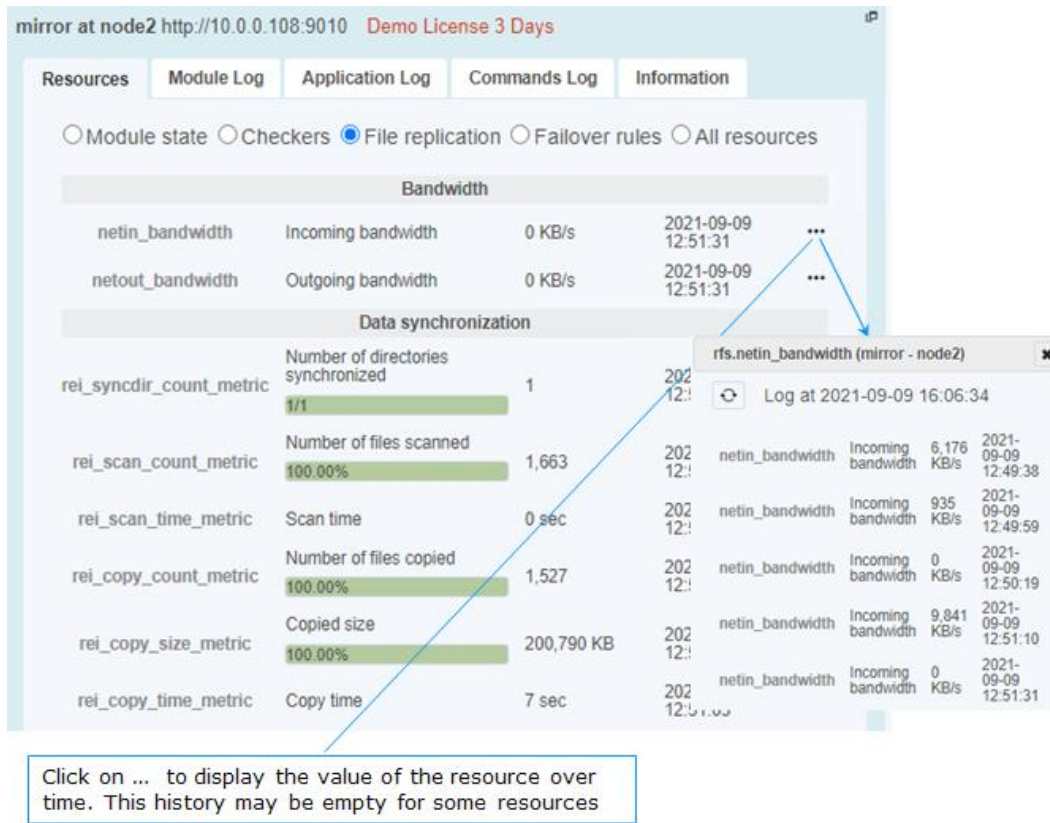 mirror at node2 http://10.0.0.108:9010 Demo License 3 Days
Resources Module Log Application Log Commands Log Information
Module state Checkers File replication Failover rules All resources
Bandwidth
netin_bandwidth Incoming bandwidth 0 KB/s 2021-09-09
12:51:31
...
netout_bandwidth Outgoing bandwidth 0 KB/s 2021-09-09
12:51:31
...
Data synchronization
Number of directories
synchronized
rei_syncdir_count_metric 1
1/1
Number of files scanned
rei_scan_count_metric 1,663
100.00%
rei_scan_time_metric Scan time 0 sec
Number of files copied
rei_copy_count_metric 1,527
100.00%
Copied size
rei_copy_size_metric 200,790 KB
100.00%
rei_copy_time_metric Copy time 7 sec
rfs.netin_bandwidth (mirror - node2)
Log at 2021-09-09 16:06:34
netin_bandwidth Incoming bandwidth 6,176 KB/s 2021-09-09 12:49:38
netin_bandwidth Incoming bandwidth 935 KB/s 2021-09-09 12:49:59
netin_bandwidth Incoming bandwidth 0 KB/s 2021-09-09 12:50:19
netin_bandwidth Incoming bandwidth 9,841 KB/s 2021-09-09 12:51:10
netin_bandwidth Incoming bandwidth 0 KB/s 2021-09-09 12:51:31
Click on ... to display the value of the resource over
time. This history may be empty for some resources